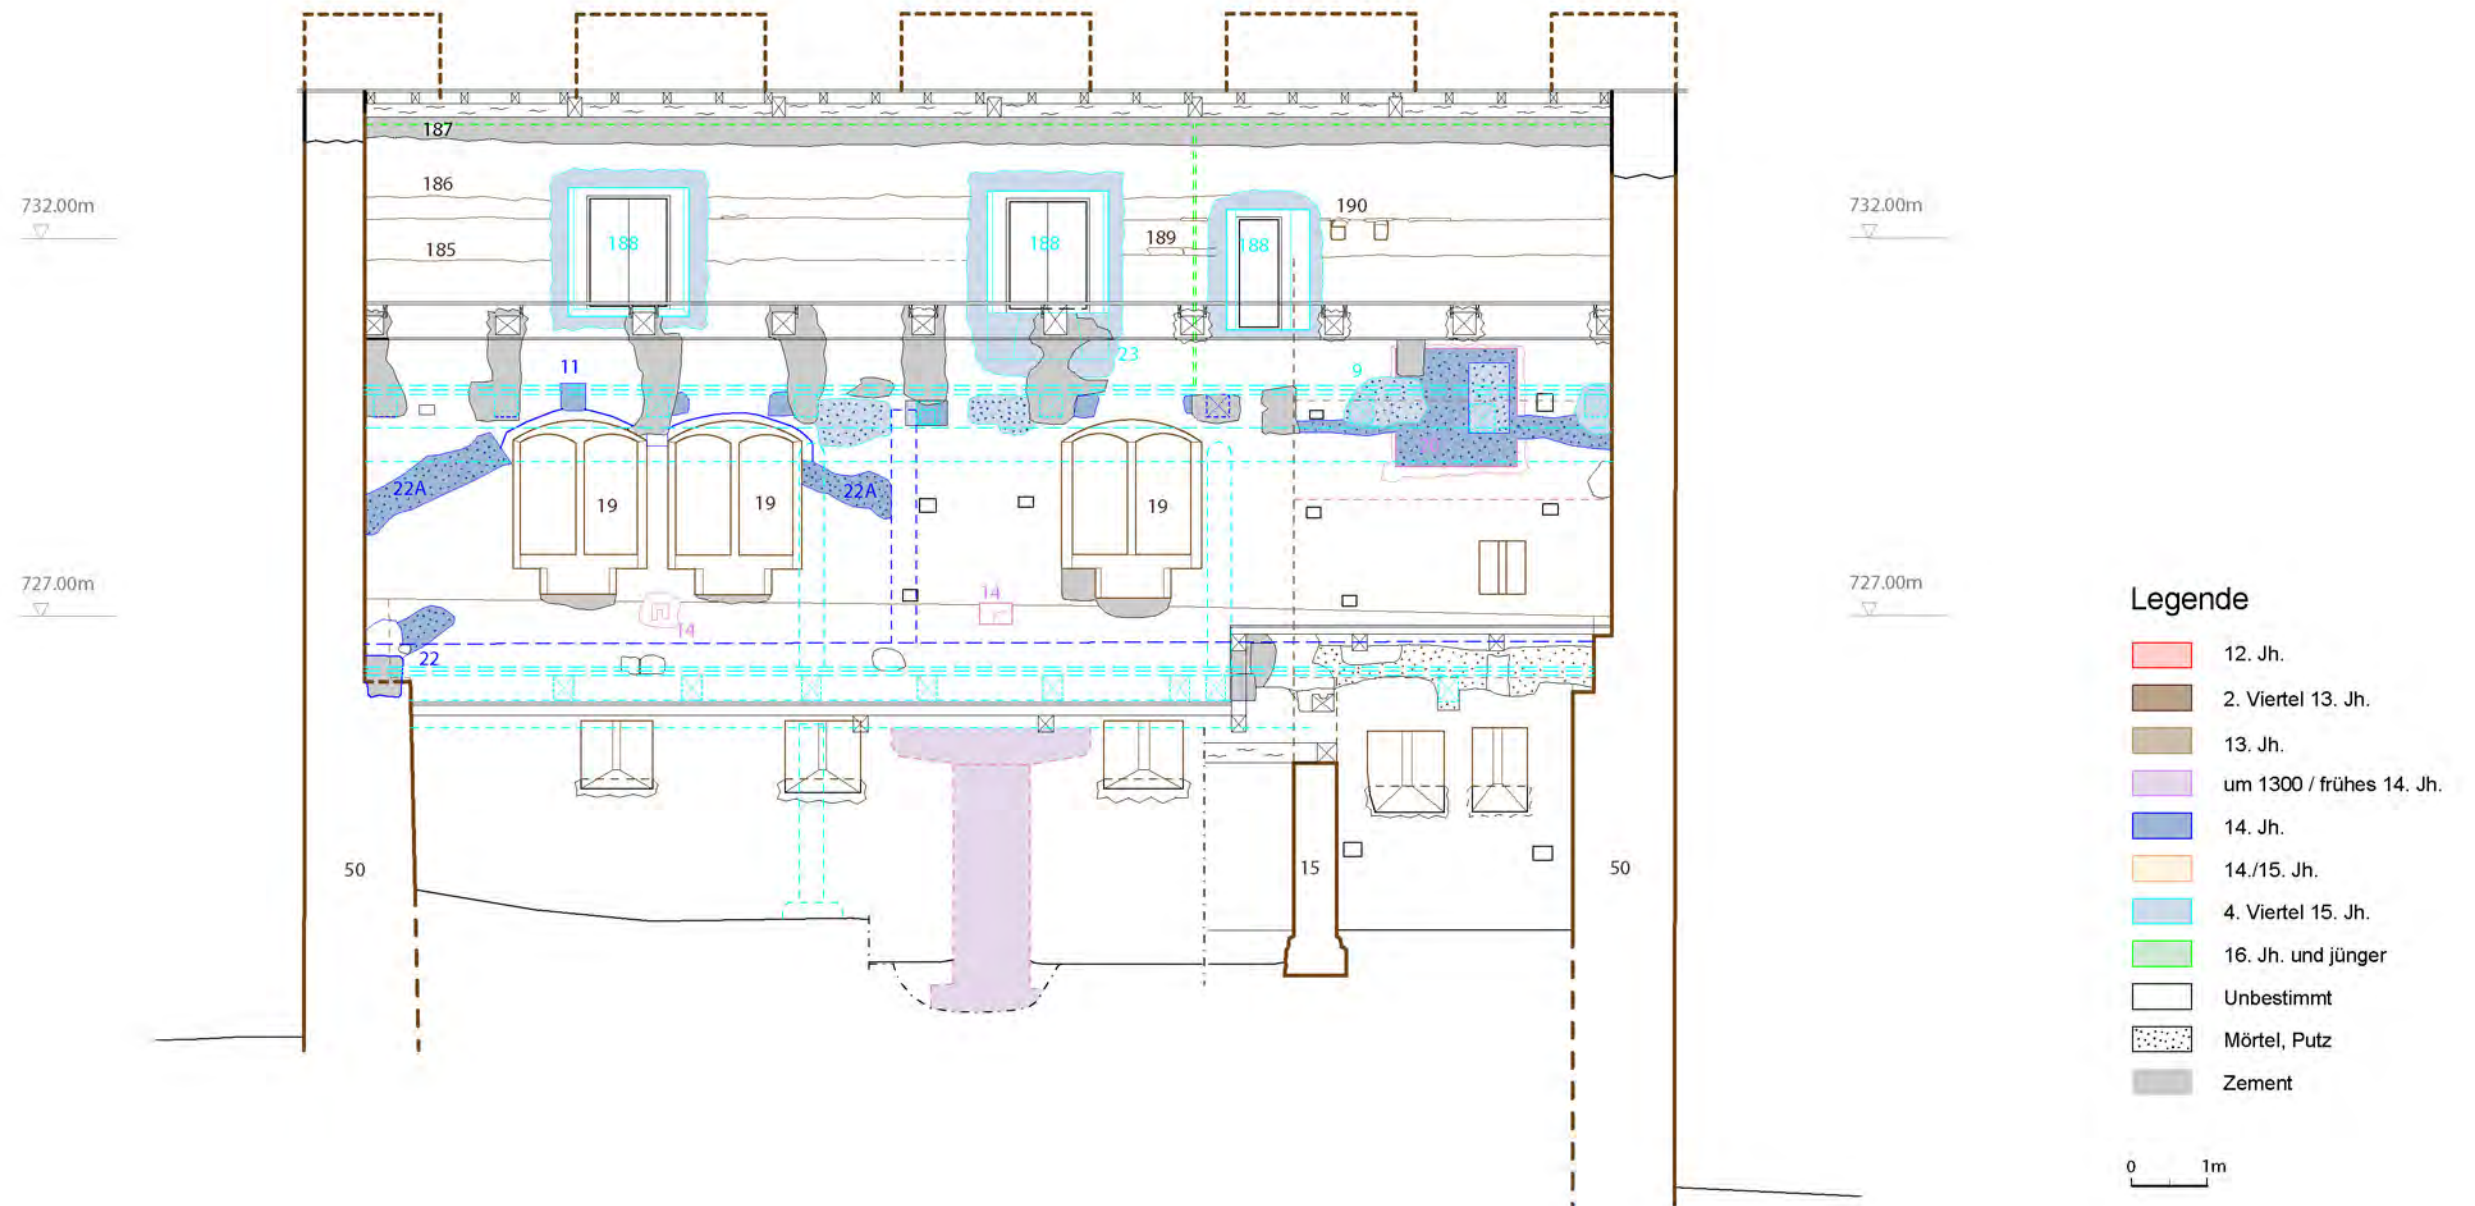 187
186
732.00m
190
732.00m
188
188
188
189
185
23
11
9
22A
22A
19
19
19
727.00m
727.00m
14
14
22
Legende
12. Jh.
2. Viertel 13. Jh.
13. Jh.
um 1300 / frühes 14. Jh.
14. Jh.
14./15. Jh.
4. Viertel 15. Jh.
16. Jh. und jünger
Unbestimmt
Mörtel, Putz
Zement
50
15
50
0 1m